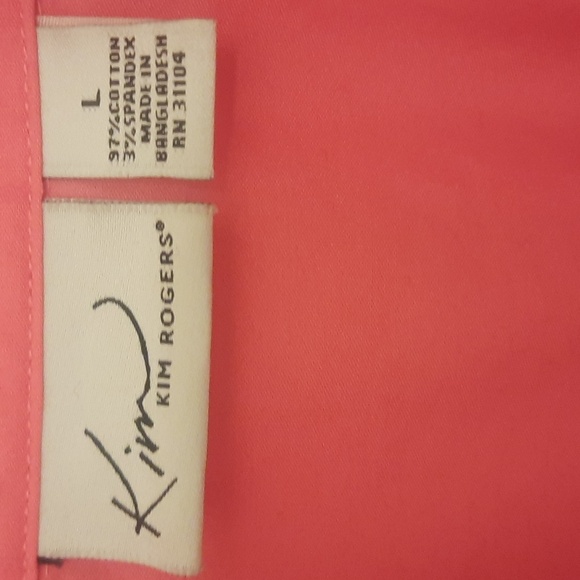 Kim
KIM ROGERS®
L
97%COTTON
3%SPANDEX
MADE IN
BANGLADESH
RN 31104